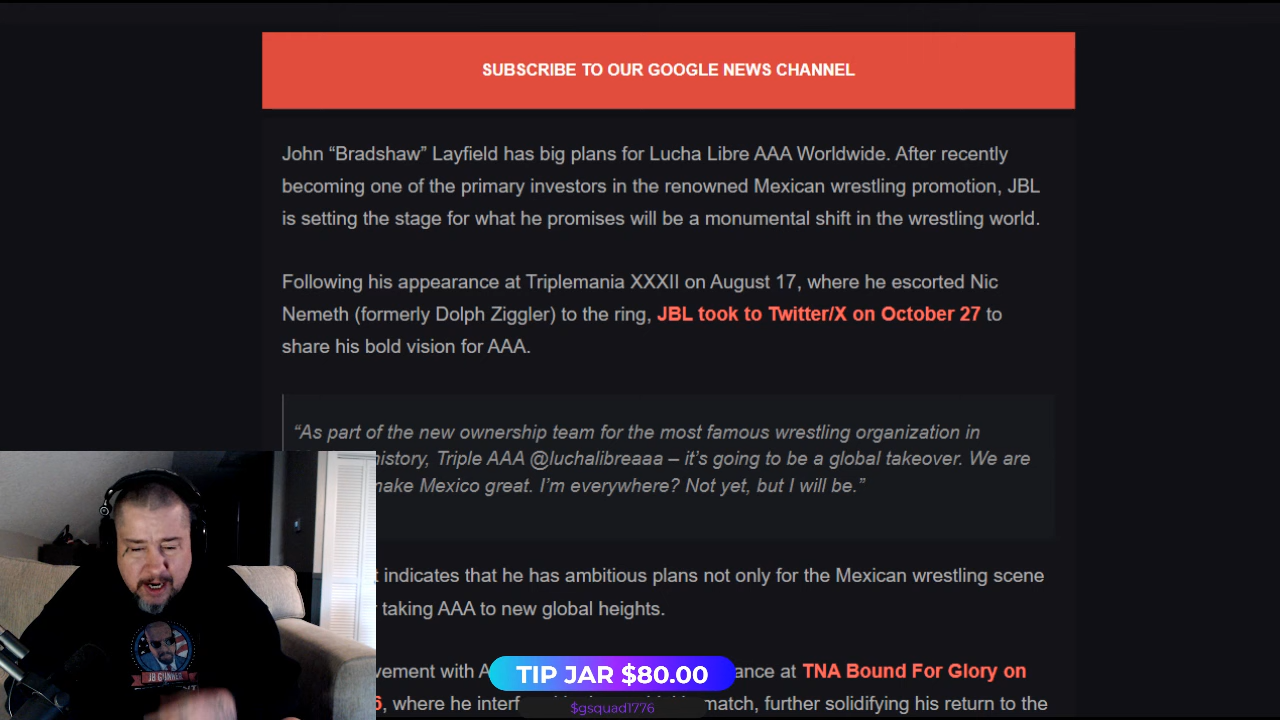 SUBSCRIBE TO OUR GOOGLE NEWS CHANNEL
John “Bradshaw” Layfield has big plans for Lucha Libre AAA Worldwide. After recently
becoming one of the primary investors in the renowned Mexican wrestling promotion, JBL
is setting the stage for what he promises will be a monumental shift in the wrestling world.
Following his appearance at Triplemania XXXII on August 17, where he escorted Nic
Nemeth (formerly Dolph Ziggler) to the ring, JBL took to Twitter/X on October 27 to
share his bold vision for AAA.
“As part of the new ownership team for the most famous wrestling organization in
history, Triple AAA @luchalibreaaa – it’s going to be a global takeover. We are
make Mexico great. I’m everywhere? Not yet, but I will be.”
indicates that he has ambitious plans not only for the Mexican wrestling scene
taking AAA to new global heights.
TNA Bound For Glory on
where he match, further solidifying his return to the
TIP JAR $80.00
$gsquad1776